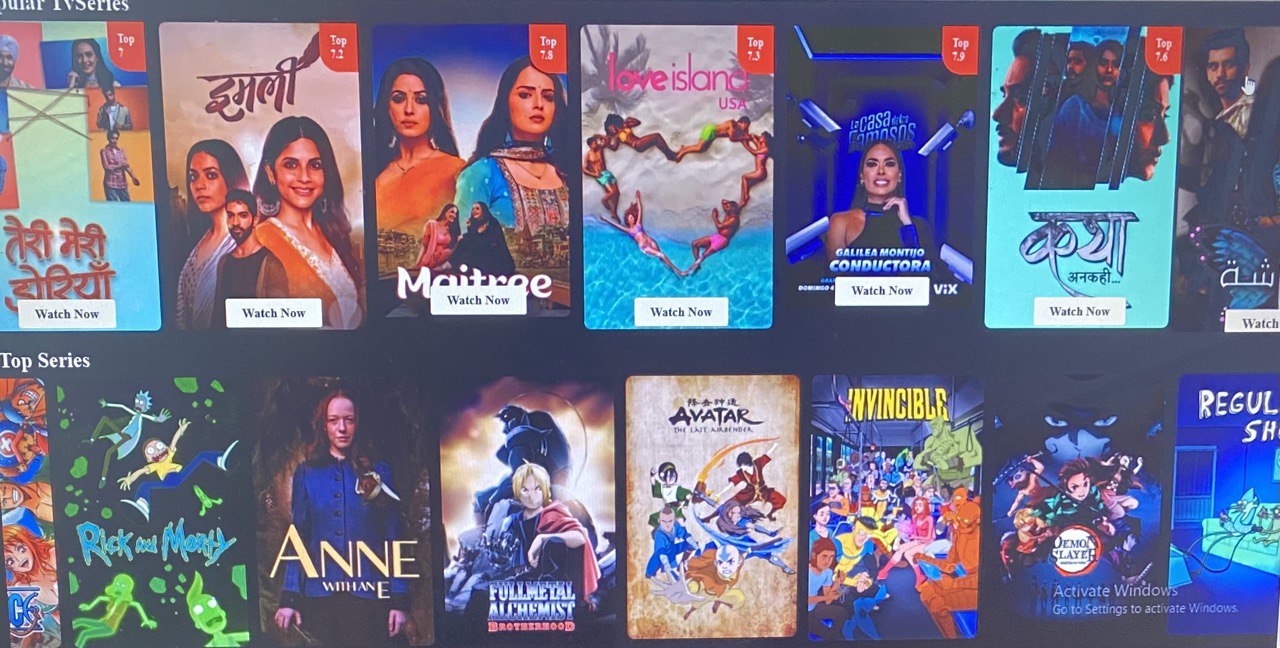 pular TvSeries
Top
7
तेरी मेरी
डोरियाँ
Watch Now
Top
7.2
इमली
Watch Now
Top
7.8
Maitree
Watch Now
Top
7.3
love island
USA
Watch Now
Top
7.9
La casa de los
Famosos
GALILEA MONTIJO
CONDUCTORA
DOMINGO 4
ViX
Watch Now
Top
7.6
कथा
अनकही...
Watch Now
شة
Watch
Top Series
Rick and Morty
ANNE
WITH AN E
FULLMETAL
ALCHEMIST
BROTHERHOOD
AVATAR
THE LAST AIRBENDER
INVINCIBLE
DEMON
SLAYER
REGUL
SH
Activate Windows
Go to Settings to activate Windows.